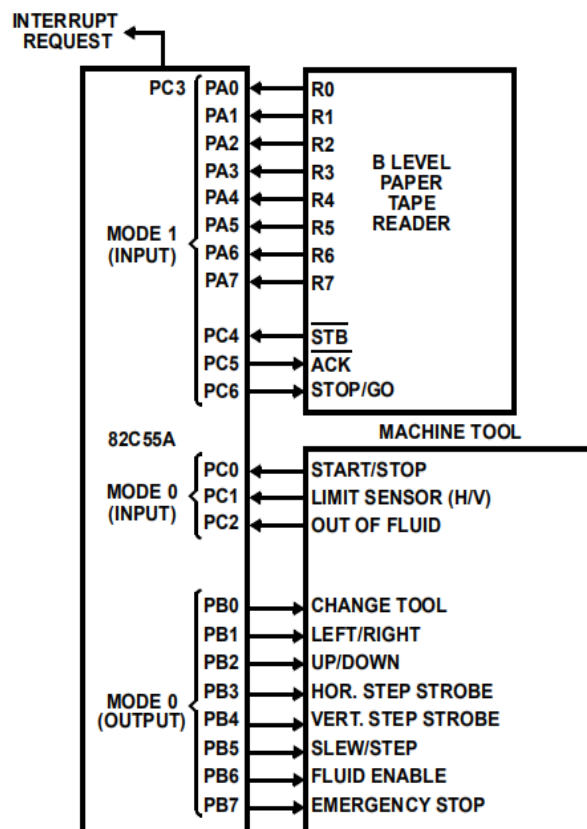 INTERRUPT
REQUEST
PC3 PA0 R0
PA1 R1
PA2 R2
PA3 R3
PA4 R4
PA5 R5
PA6 R6
PA7 R7
MODE 1
(INPUT)
B LEVEL
PAPER
TAPE
READER
PC4 STB
PC5 ACK
PC6 STOP/GO
82C55A
MACHINE TOOL
MODE 0
(INPUT)
PC0 START/STOP
PC1 LIMIT SENSOR (H/V)
PC2 OUT OF FLUID
MODE 0
(OUTPUT)
PB0 CHANGE TOOL
PB1 LEFT/RIGHT
PB2 UP/DOWN
PB3 HOR. STEP STROBE
PB4 VERT. STEP STROBE
PB5 SLEW/STEP
PB6 FLUID ENABLE
PB7 EMERGENCY STOP